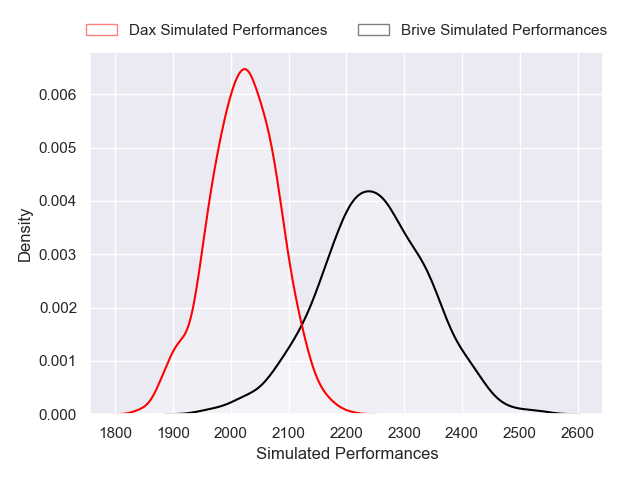 Dax Simulated Performances Brive Simulated Performances
0.006
0.005
0.004
0.003
0.002
0.001
0.000
Density
1800 1900 2000 2100 2200 2300 2400 2500 2600
Simulated Performances